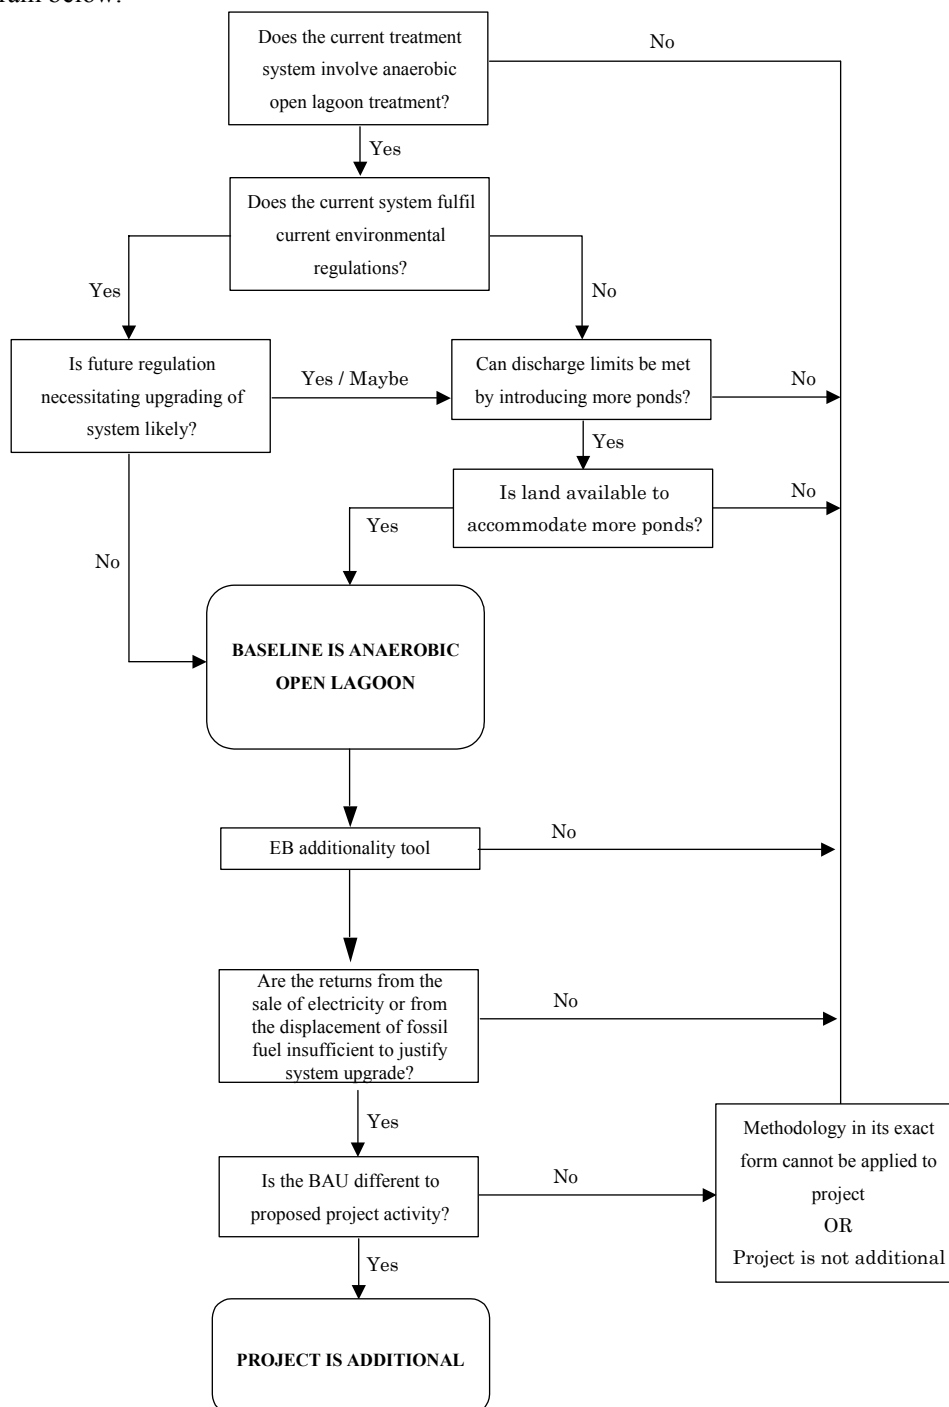 below:
Does the current treatment
system involve anaerobic
open lagoon treatment?
No
Yes
Does the current system fulfil
current environmental
regulations?
Yes
No
Is future regulation
necessitating upgrading of
system likely?
Yes / Maybe
Can discharge limits be met
by introducing more ponds?
No
Yes
Is land available to
accommodate more ponds?
No
Yes
No
BASELINE IS ANAEROBIC
OPEN LAGOON
EB additionality tool
No
Are the returns from the
sale of electricity or from
the displacement of fossil
fuel insufficient to justify
system upgrade?
No
Yes
Is the BAU different to
proposed project activity?
No
Methodology in its exact
form cannot be applied to
project
OR
Project is not additional
Yes
PROJECT IS ADDITIONAL